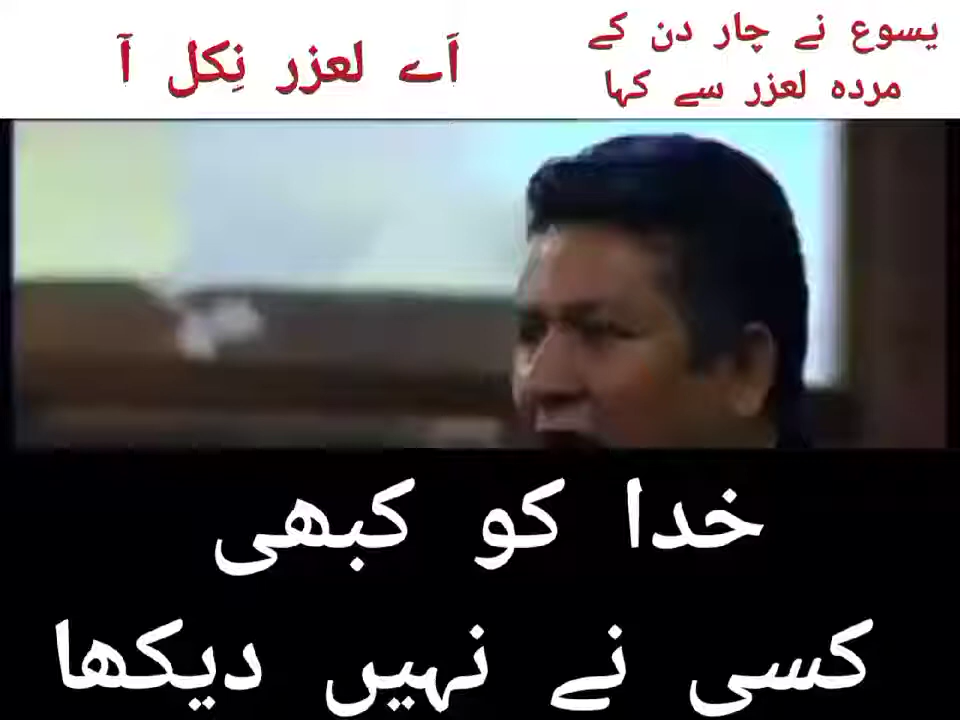 یسوع نے چار دن کے
مردہ لعزر سے کہا
اَے لعزر نِکل آ
خدا کو کبھی
کسی نے نہیں دیکھا